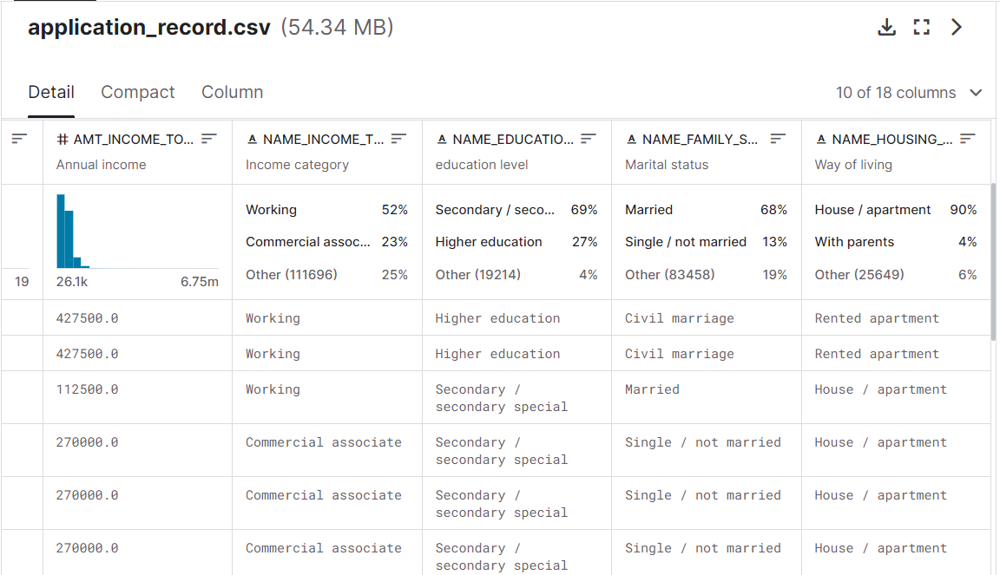 application_record.csv (54.34 MB)
Detail Compact Column 10 of 18 columns
# AMT_INCOME_TO... A NAME_INCOME_T... A NAME_EDUCATIO... A NAME_FAMILY_S... A NAME_HOUSING_...
Annual income Income category education level Marital status Way of living
Working 52% Secondary / seco... 69% Married 68% House / apartment 90%
Commercial assoc... 23% Higher education 27% Single / not married 13% With parents 4%
19 26.1k 6.75m Other (111696) 25% Other (19214) 4% Other (83458) 19% Other (25649) 6%
427500.0 Working Higher education Civil marriage Rented apartment
427500.0 Working Higher education Civil marriage Rented apartment
112500.0 Working Secondary / Married House / apartment
secondary special
270000.0 Commercial associate Secondary / Single / not married House / apartment
secondary special
270000.0 Commercial associate Secondary / Single / not married House / apartment
secondary special
270000.0 Commercial associate Secondary / Single / not married House / apartment
secondary special